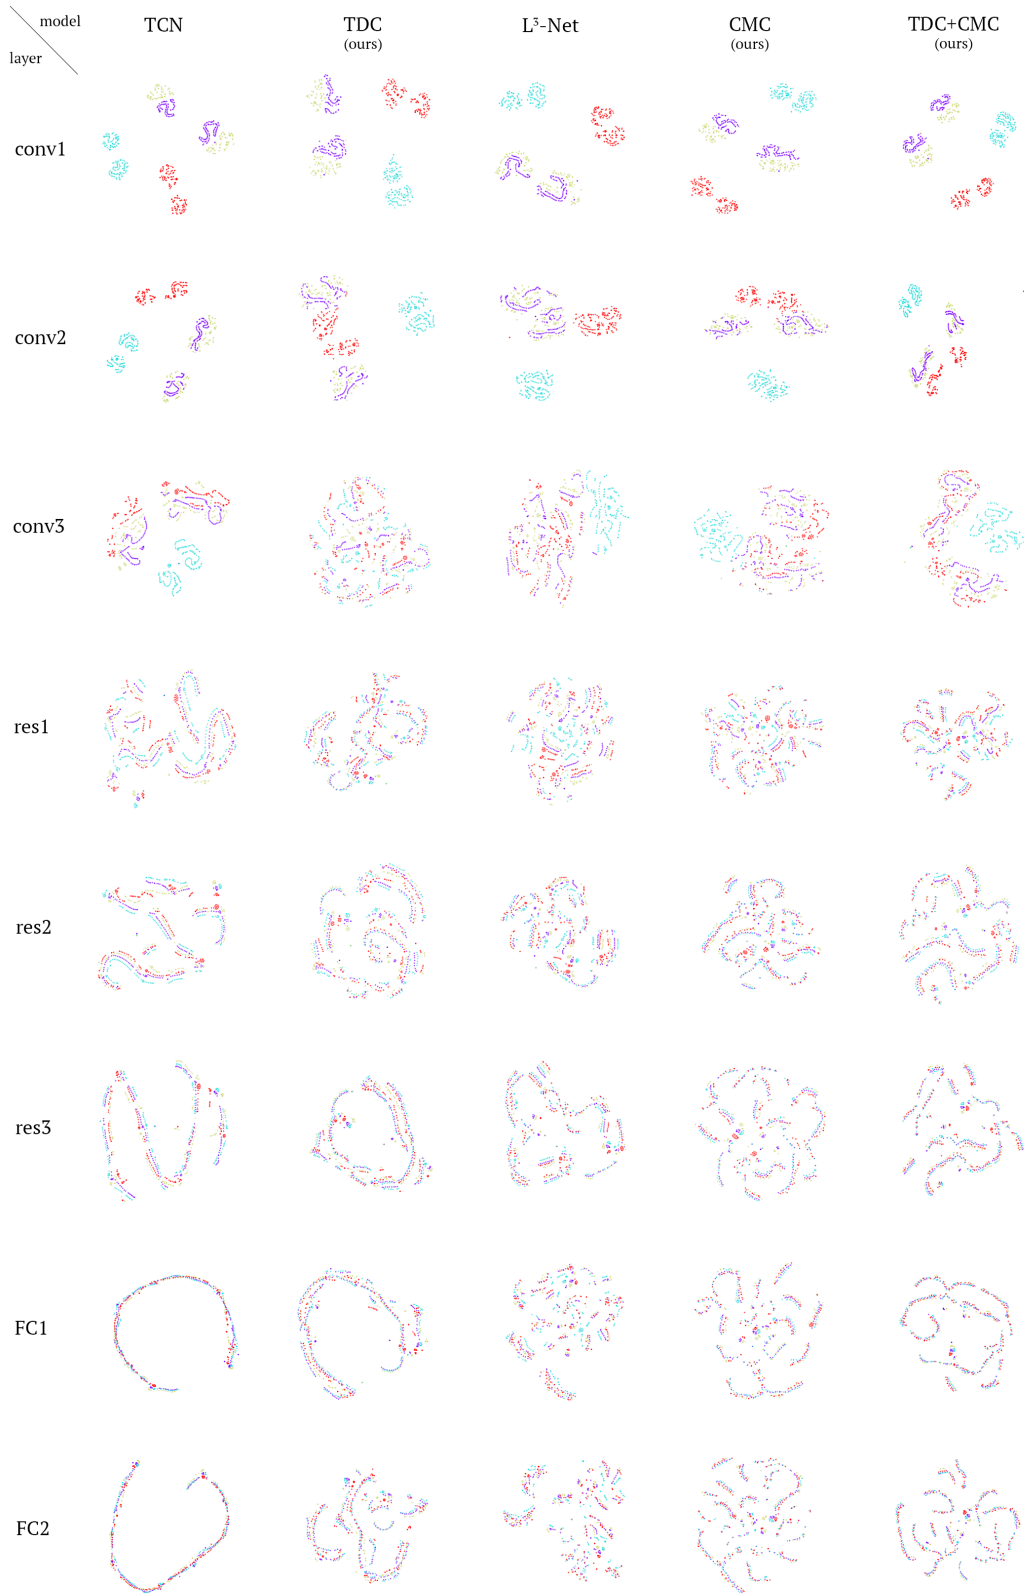 model
layer
TCN
TDC
(ours)
L³-Net
CMC
(ours)
TDC+CMC
(ours)
conv1
conv2
conv3
res1
res2
res3
FC1
FC2